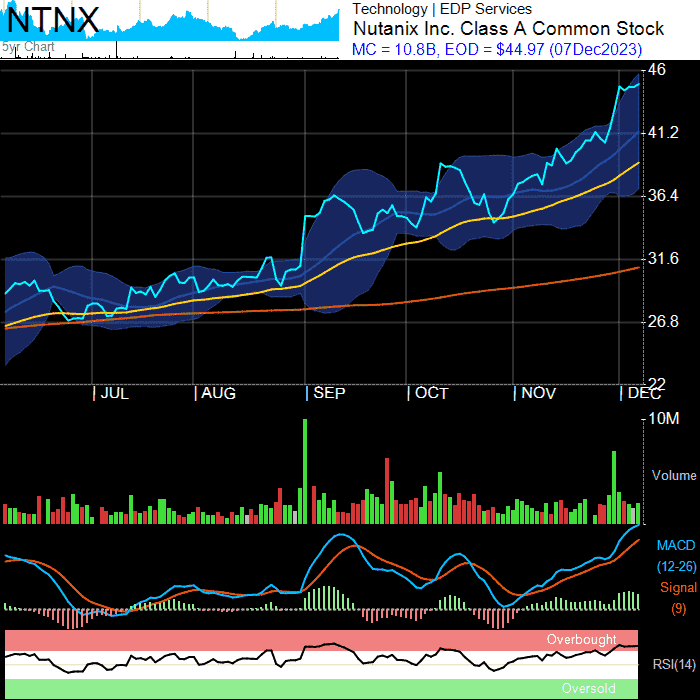 NTNX
5yr Chart
Technology | EDP Services
Nutanix Inc. Class A Common Stock
MC = 10.8B, EOD = $44.97 (07Dec2023)
46
41.2
36.4
31.6
26.8
22
| JUL | AUG | SEP | OCT | NOV | DEC
10M
Volume
MACD
(12-26)
Signal
(9)
Overbought
RSI(14)
Oversold